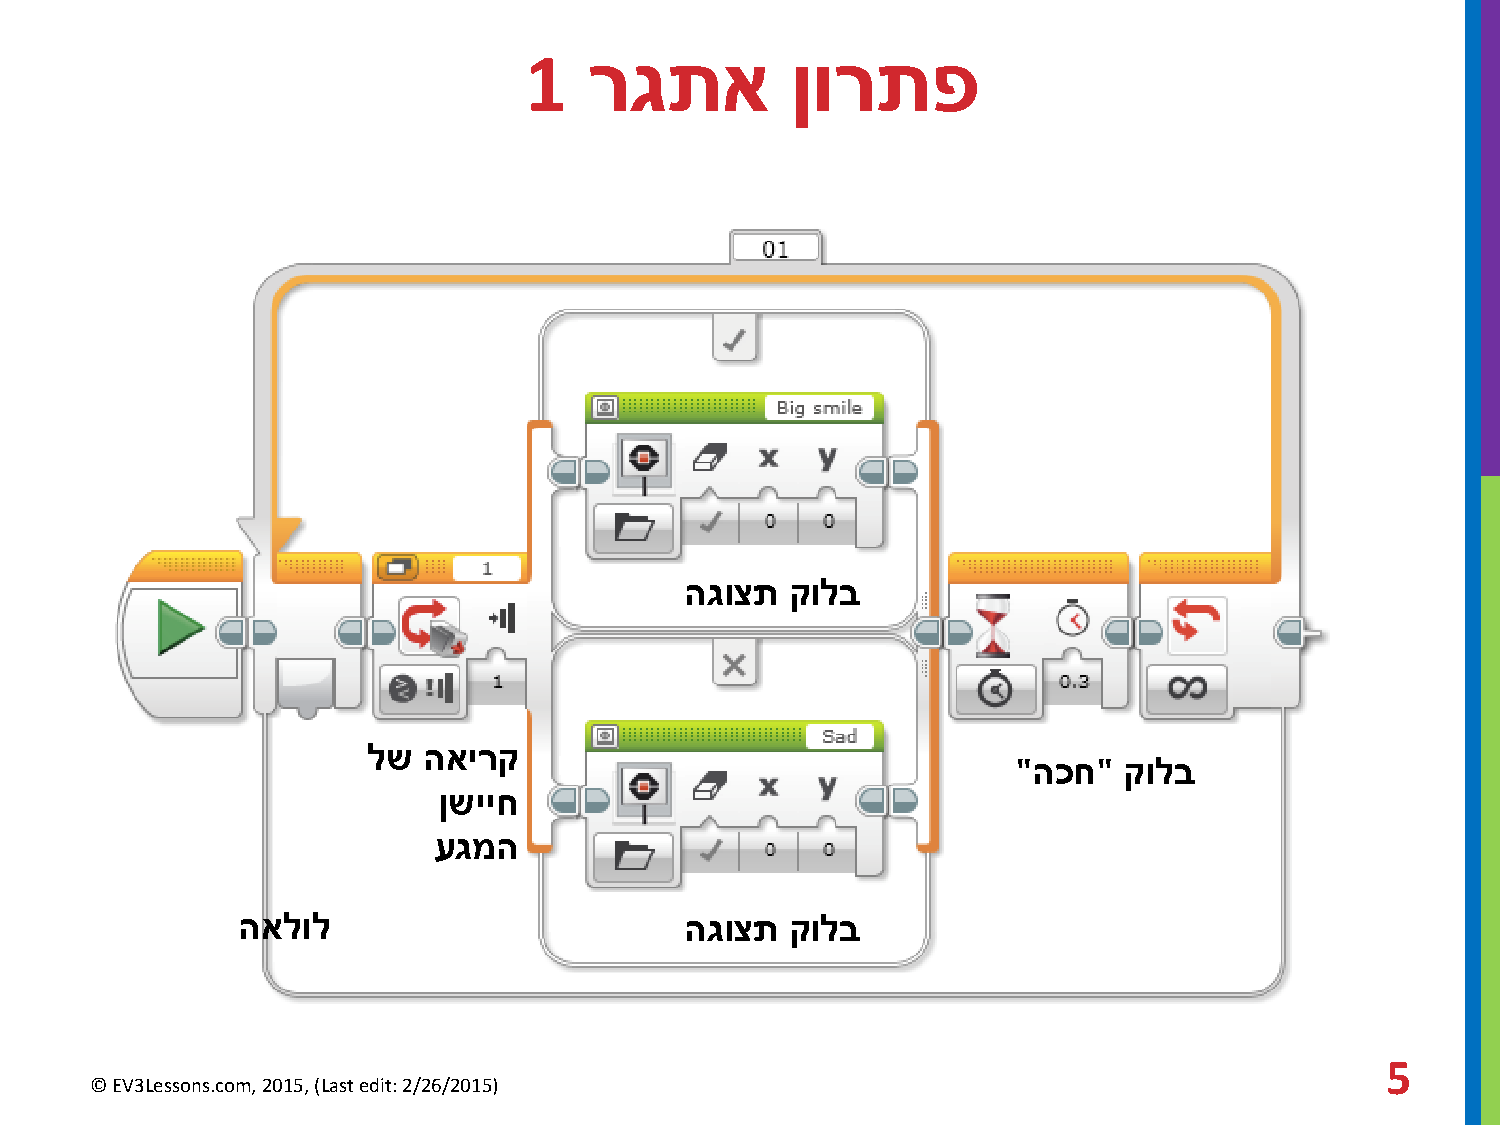 פתרון אתגר 1
01
Big smile
0 0
1
בלוק תצוגה
1
0.3
Sad
0 0
קריאה של
חיישן
המגע
בלוק "חכה"
לולאה
בלוק תצוגה
© EV3Lessons.com, 2015, (Last edit: 2/26/2015)
5